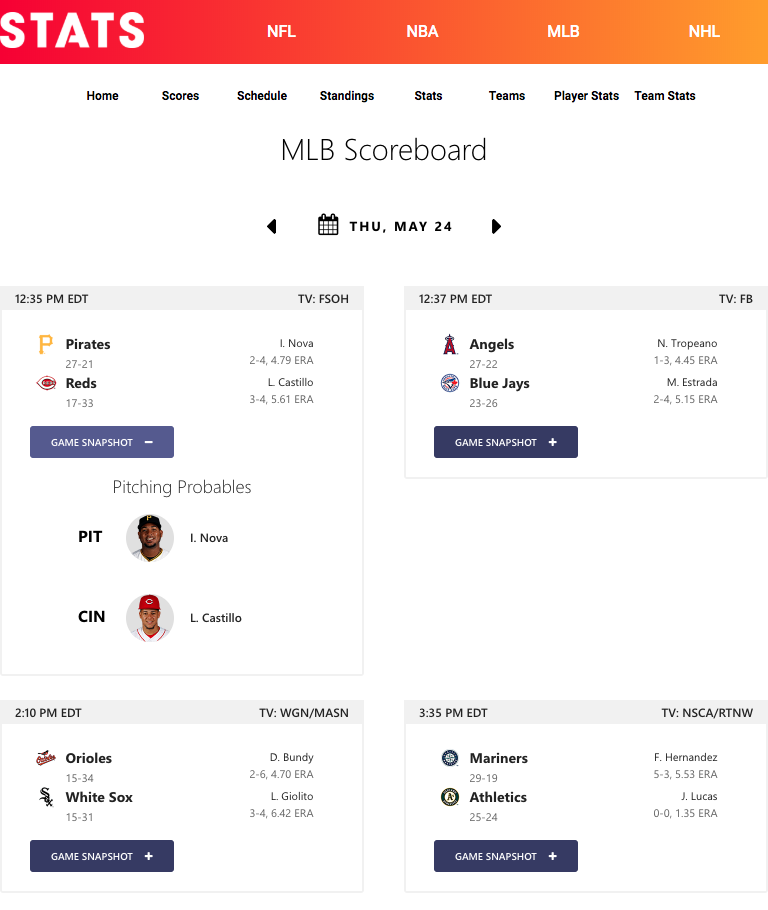 STATS NFL NBA MLB NHL
Home Scores Schedule Standings Stats Teams Player Stats Team Stats
MLB Scoreboard
THU, MAY 24
12:35 PM EDT TV: FSOH
Pirates I. Nova
27-21 2-4, 4.79 ERA
Reds L. Castillo
17-33 3-4, 5.61 ERA
GAME SNAPSHOT −
Pitching Probables
PIT I. Nova
CIN L. Castillo
12:37 PM EDT TV: FB
Angels N. Tropeano
27-22 1-3, 4.45 ERA
Blue Jays M. Estrada
23-26 2-4, 5.15 ERA
GAME SNAPSHOT +
2:10 PM EDT TV: WGN/MASN
Orioles D. Bundy
15-34 2-6, 4.70 ERA
White Sox L. Giolito
15-31 3-4, 6.42 ERA
GAME SNAPSHOT +
3:35 PM EDT TV: NSCA/RTNW
Mariners F. Hernandez
29-19 5-3, 5.53 ERA
Athletics J. Lucas
25-24 0-0, 1.35 ERA
GAME SNAPSHOT +